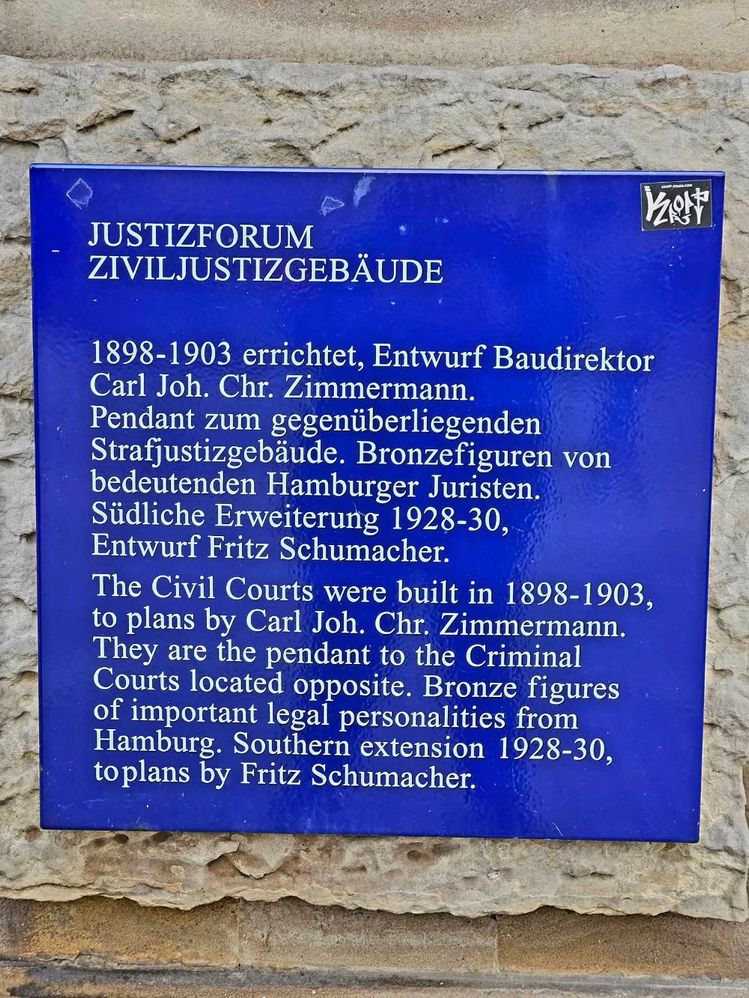 JUSTIZFORUM
ZIVILJUSTIZGEBÄUDE
1898-1903 errichtet, Entwurf Baudirektor
Carl Joh. Chr. Zimmermann.
Pendant zum gegenüberliegenden
Strafjustizgebäude. Bronzefiguren von
bedeutenden Hamburger Juristen.
Südliche Erweiterung 1928-30,
Entwurf Fritz Schumacher.
The Civil Courts were built in 1898-1903,
to plans by Carl Joh. Chr. Zimmermann.
They are the pendant to the Criminal
Courts located opposite. Bronze figures
of important legal personalities from
Hamburg. Southern extension 1928-30,
toplans by Fritz Schumacher.